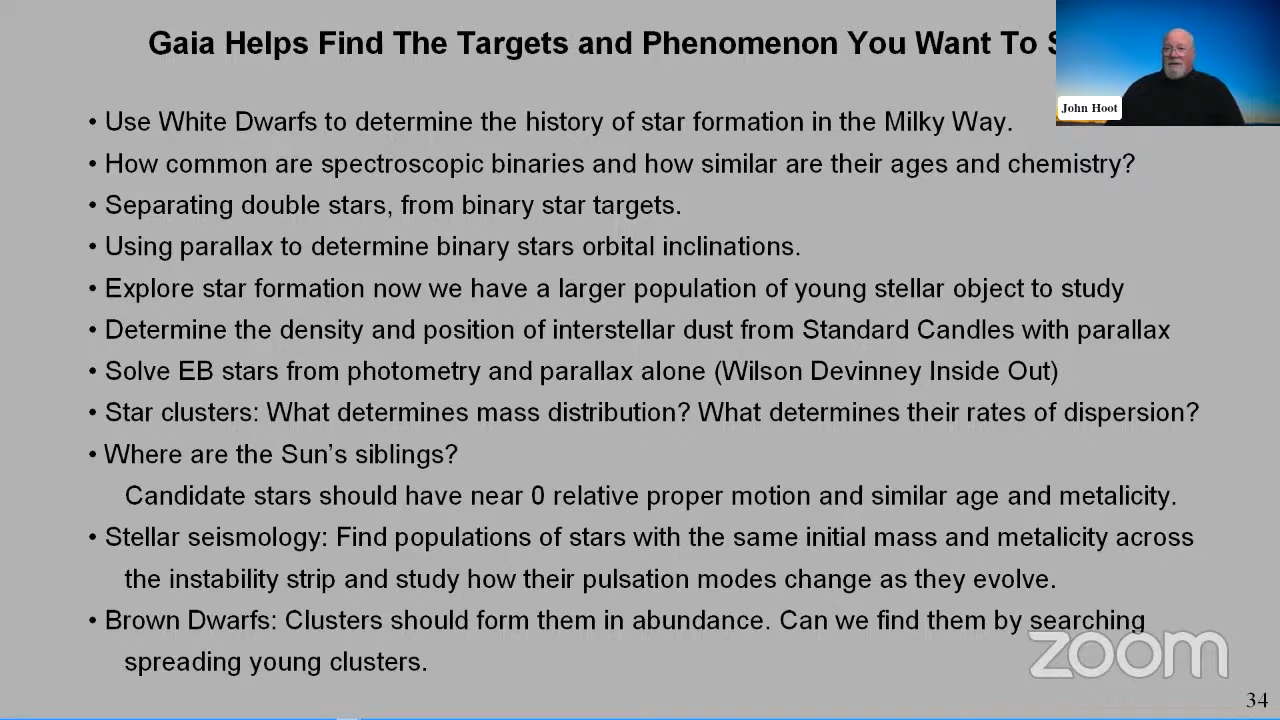 Gaia Helps Find The Targets and Phenomenon You Want To
John Hoot
• Use White Dwarfs to determine the history of star formation in the Milky Way.
• How common are spectroscopic binaries and how similar are their ages and chemistry?
• Separating double stars, from binary star targets.
• Using parallax to determine binary stars orbital inclinations.
• Explore star formation now we have a larger population of young stellar object to study
• Determine the density and position of interstellar dust from Standard Candles with parallax
• Solve EB stars from photometry and parallax alone (Wilson Devinney Inside Out)
• Star clusters: What determines mass distribution? What determines their rates of dispersion?
• Where are the Sun's siblings?
Candidate stars should have near 0 relative proper motion and similar age and metalicity.
• Stellar seismology: Find populations of stars with the same initial mass and metalicity across
the instability strip and study how their pulsation modes change as they evolve.
• Brown Dwarfs: Clusters should form them in abundance. Can we find them by searching
spreading young clusters.
zoom
34